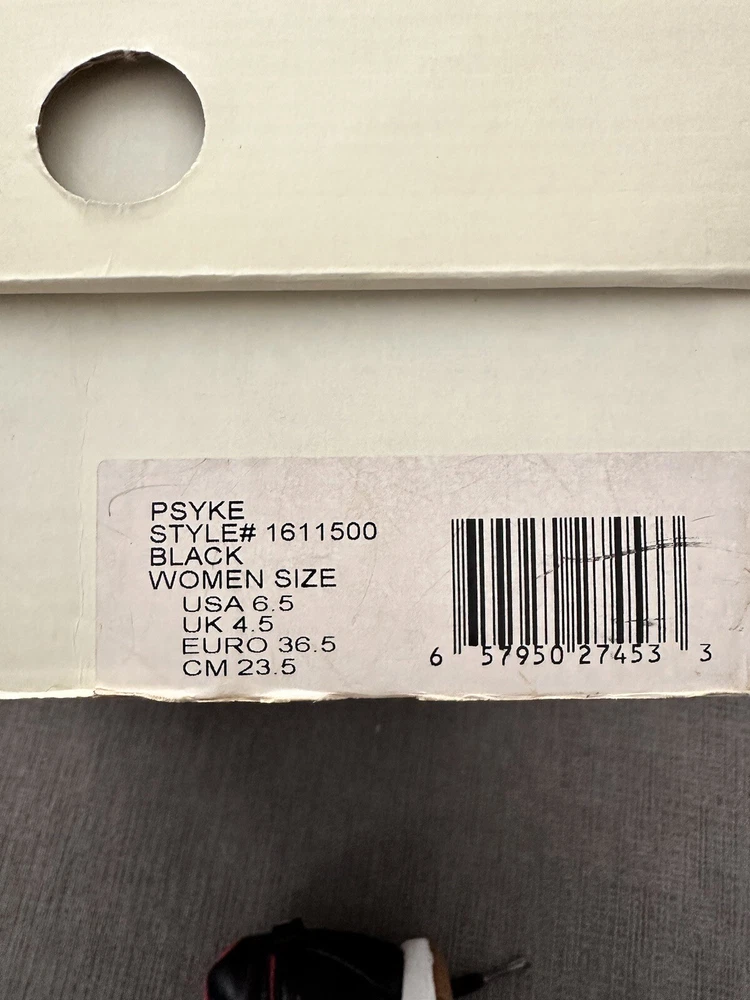 PSYKE
STYLE# 1611500
BLACK
WOMEN SIZE
USA 6.5
UK 4.5
EURO 36.5
CM 23.5
6 57950 27453 3